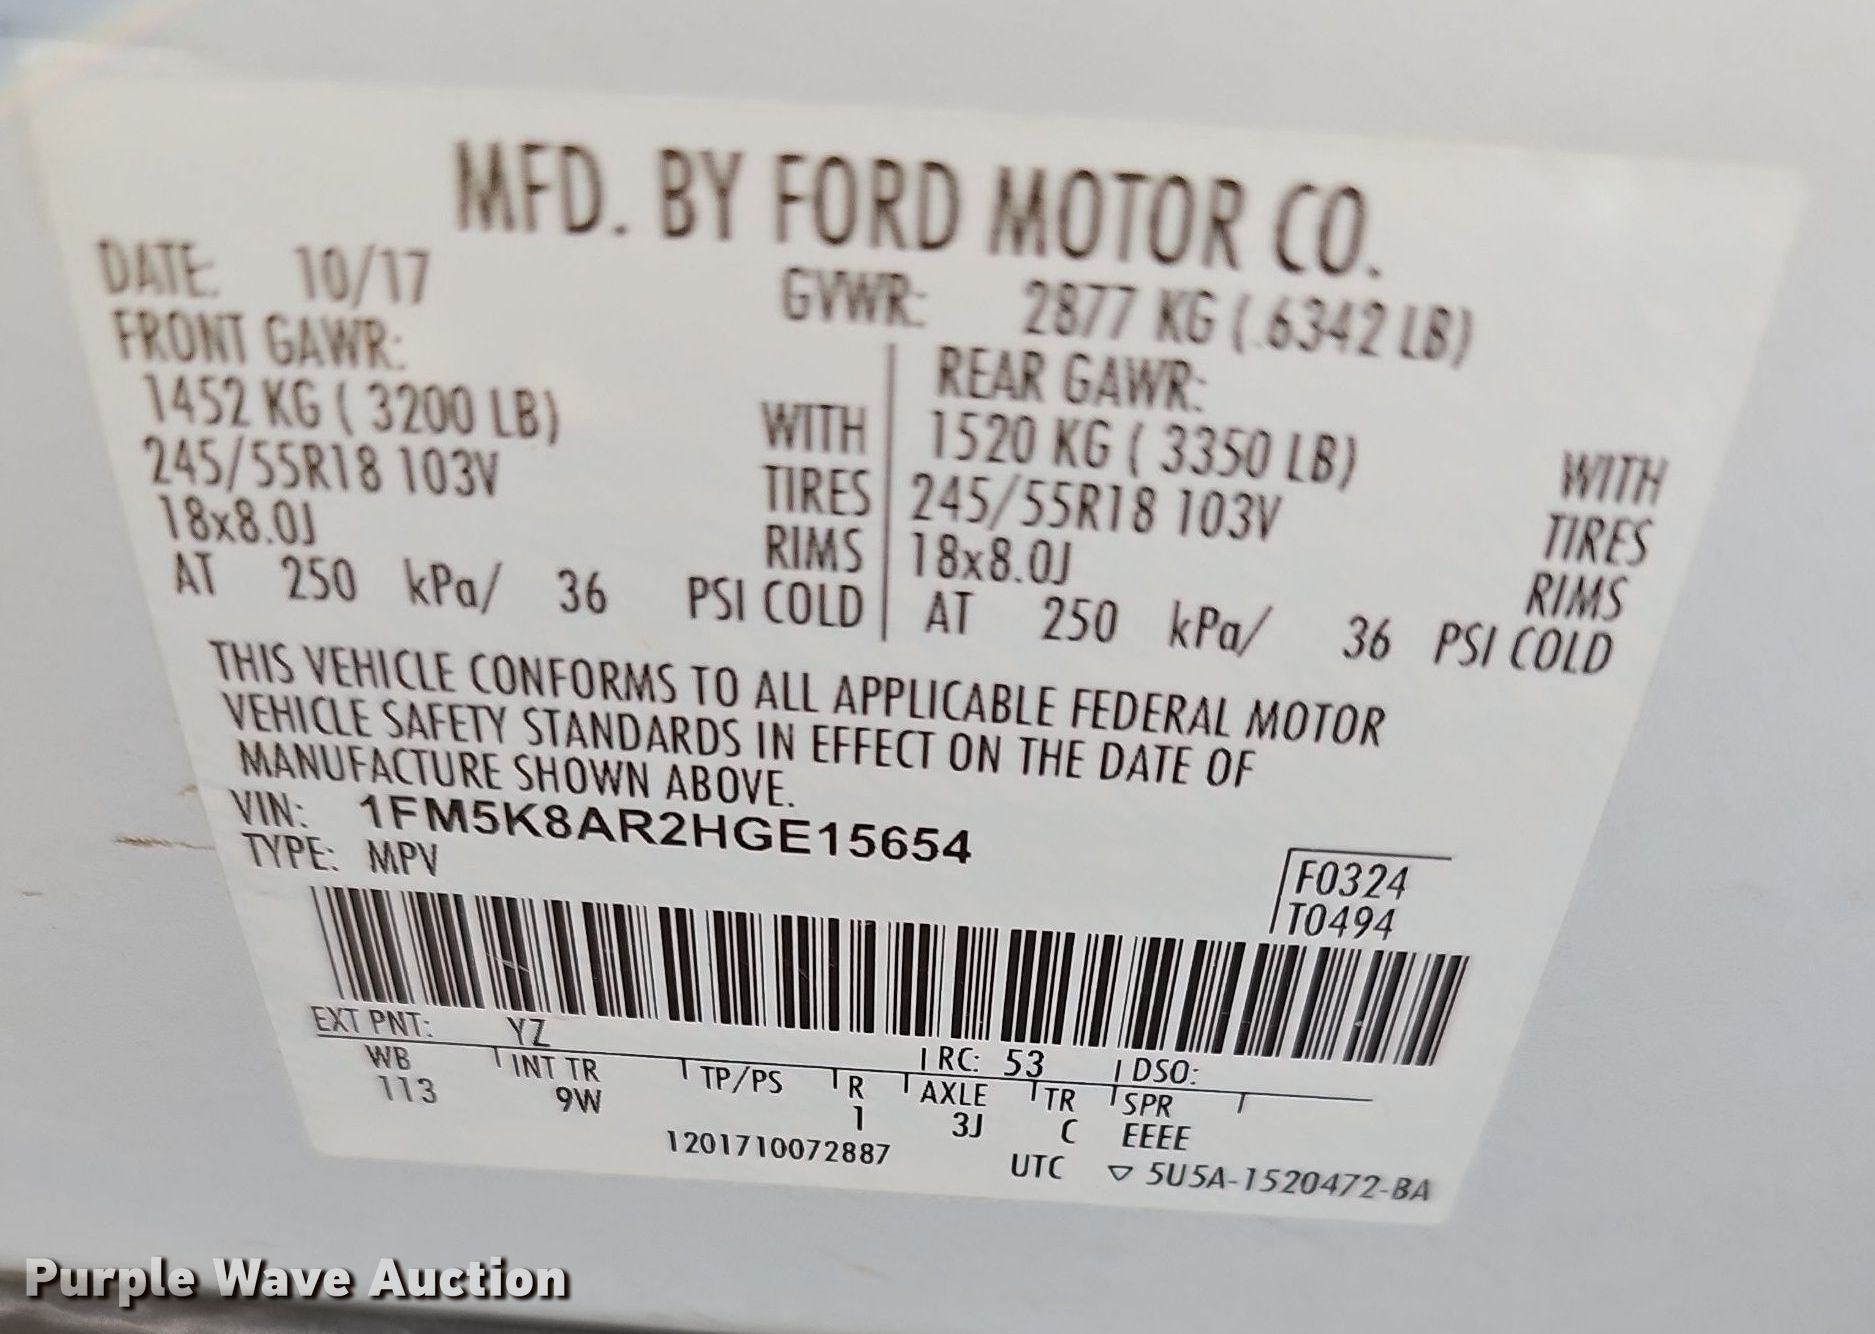 MFD. BY FORD MOTOR CO.
DATE: 10/17 GVWR: 2877 KG (.6342 LB)
FRONT GAWR: REAR GAWR:
1452 KG ( 3200 LB) WITH 1520 KG ( 3350 LB) WITH
245/55R18 103V TIRES 245/55R18 103V TIRES
18x8.0J RIMS 18x8.0J RIMS
AT 250 kPa/ 36 PSI COLD AT 250 kPa/ 36 PSI COLD
THIS VEHICLE CONFORMS TO ALL APPLICABLE FEDERAL MOTOR
VEHICLE SAFETY STANDARDS IN EFFECT ON THE DATE OF
MANUFACTURE SHOWN ABOVE.
VIN: 1FM5K8AR2HGE15654
TYPE: MPV
F0324
T0494
EXT PNT: YZ RC: 53 DSO:
WB INT TR TP/PS R AXLE TR SPR
113 9W 1 3J C EEEE
1201710072887 UTC ▽ 5U5A-1520472-BA
Purple Wave Auction